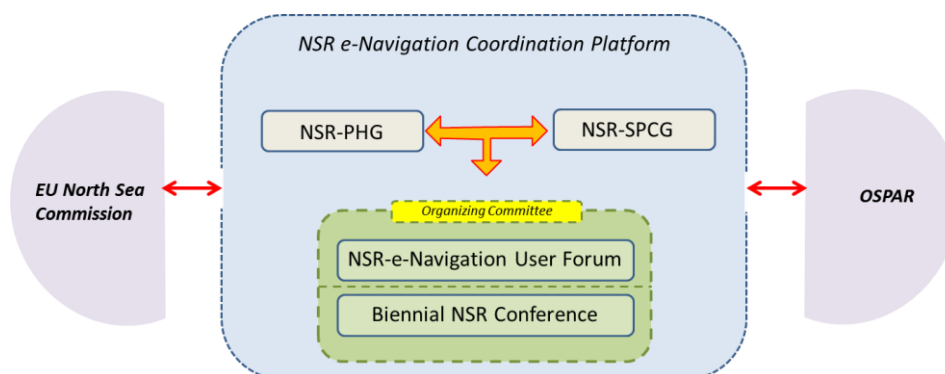 NSR e-Navigation Coordination Platform
NSR-PHG
NSR-SPCG
EU North Sea
Commission
OSPAR
Organizing Committee
NSR-e-Navigation User Forum
Biennial NSR Conference